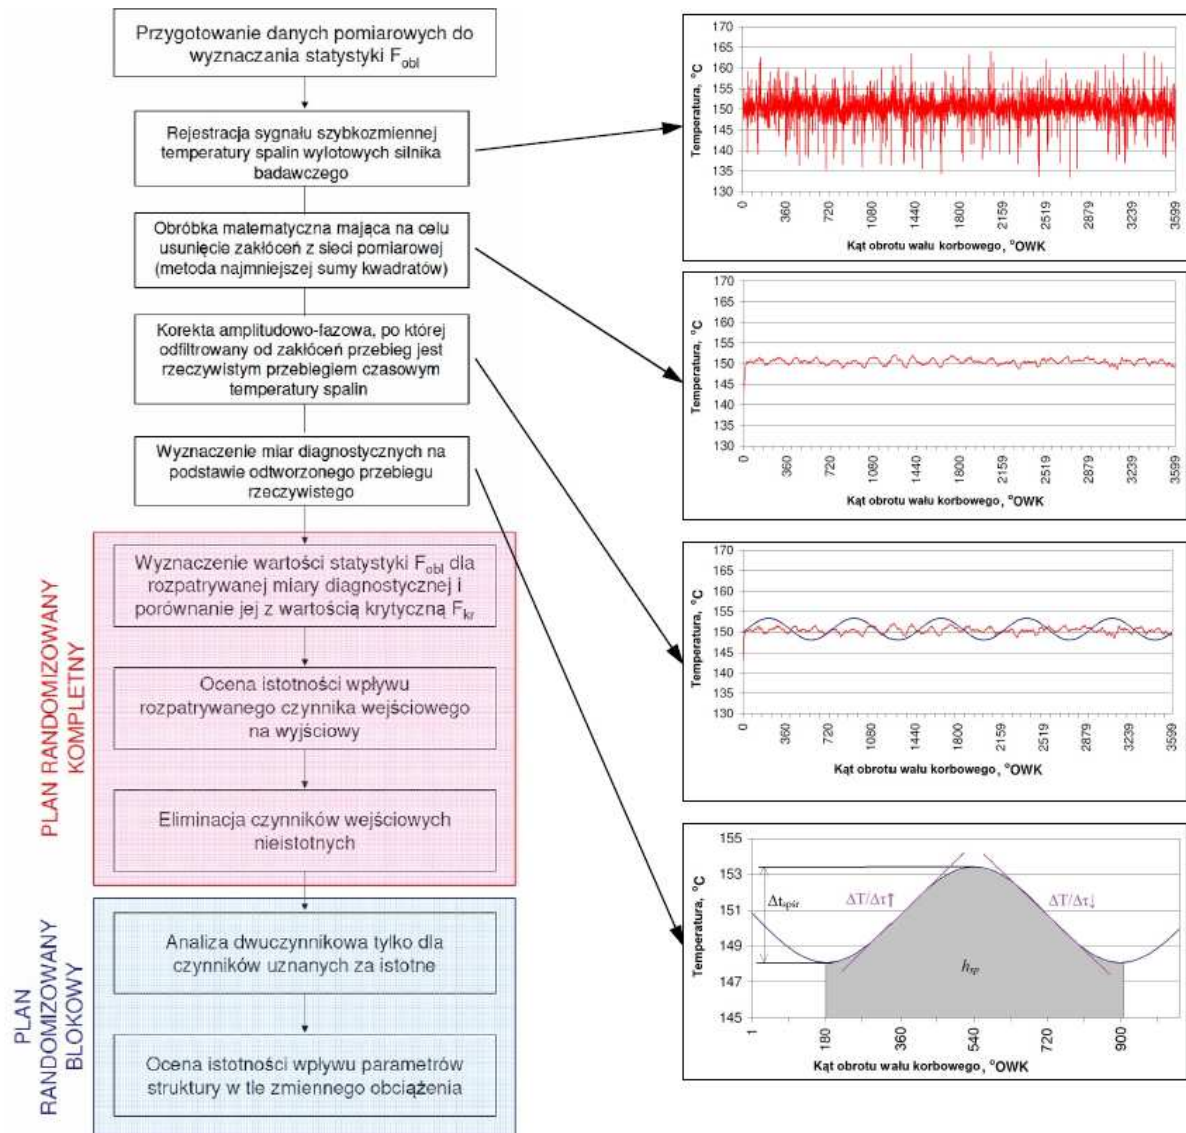 Przygotowanie danych pomiarowych do
wyznaczania statystyki F_obl
Rejestracja sygnału szybkozmiennej
temperatury spalin wylotowych silnika
badawczego
Obróbka matematyczna mająca na celu
usunięcie zakłóceń z sieci pomiarowej
(metoda najmniejszej sumy kwadratów)
Korekta amplitudowo-fazowa, po której
odfiltrowany od zakłóceń przebieg jest
rzeczywistym przebiegiem czasowym
temperatury spalin
Wyznaczenie miar diagnostycznych na
podstawie odtworzonego przebiegu
rzeczywistego
PLAN RANDOMIZOWANY
KOMPLETNY
Wyznaczenie wartości statystyki F_obl dla
rozpatrywanej miary diagnostycznej i
porównanie jej z wartością krytyczną F_kr
Ocena istotności wpływu
rozpatrywanego czynnika wejściowego
na wyjściowy
Eliminacja czynników wejściowych
nieistotnych
PLAN
RANDOMIZOWANY
BLOKOWY
Analiza dwuczynnikowa tylko dla
czynników uznanych za istotne
Ocena istotności wpływu parametrów
struktury w tle zmiennego obciążenia
Temperatura, °C
170
165
160
155
150
145
140
135
130
0 360 720 1080 1440 1800 2159 2519 2879 3239 3599
Kąt obrotu wału korbowego, °OWK
Temperatura, °C
170
165
160
155
150
145
140
135
130
0 360 720 1080 1440 1800 2159 2519 2879 3239 3599
Kąt obrotu wału korbowego, °OWK
Temperatura, °C
170
165
160
155
150
145
140
135
130
0 360 720 1080 1440 1800 2159 2519 2879 3239 3599
Kąt obrotu wału korbowego, °OWK
Temperatura, °C
155
153
151
149
147
145
Δt_spśr
ΔT/Δτ↑
ΔT/Δτ↓
h_sp
1 180 360 540 720 900
Kąt obrotu wału korbowego, °OWK